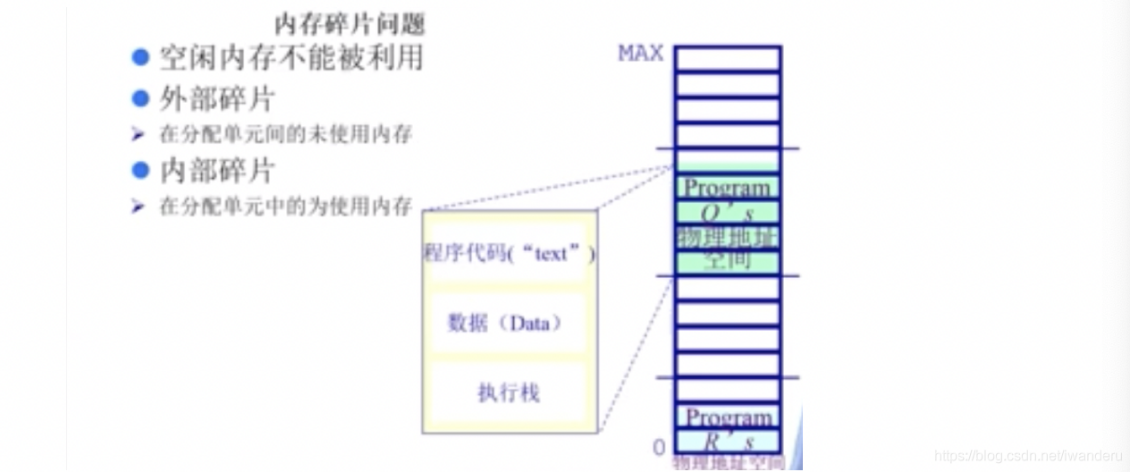 内存碎片问题
空闲内存不能被利用
外部碎片
在分配单元间的未使用内存
内部碎片
在分配单元中的为使用内存
程序代码(“text”)
数据（Data）
执行栈
MAX
Program
Q’s
物理地址
空间
Program
R’s
0
物理地址空间
https://blog.csdn.net/iwanderu